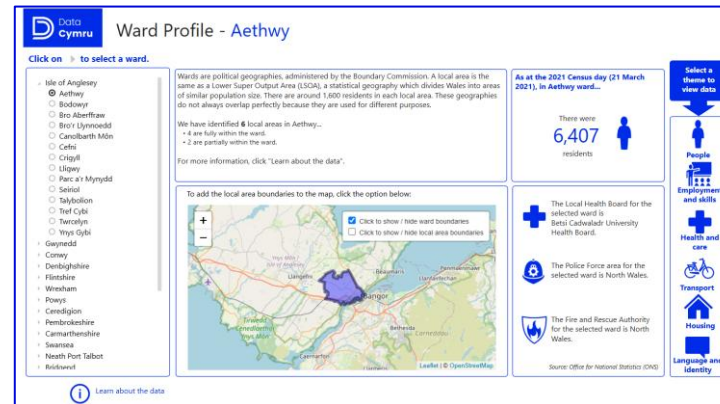 Data
Cymru
Ward Profile - Aethwy
Click on to select a ward.
Isle of Anglesey
Aethwy
Bodowyr
Bro Aberffraw
Bro'r Llynnoedd
Canolbarth Môn
Cefni
Crigyll
Lligwy
Parc a'r Mynydd
Seiriol
Talybolion
Tref Cybi
Twrcelyn
Ynys Gybi
Gwynedd
Conwy
Denbighshire
Flintshire
Wrexham
Powys
Ceredigion
Pembrokeshire
Carmarthenshire
Swansea
Neath Port Talbot
Bridgend
Wards are political geographies, administered by the Boundary Commission. A local area is the
same as a Lower Super Output Area (LSOA), a statistical geography which divides Wales into areas
of similar population size. There are around 1,600 residents in each local area. These geographies
do not always overlap perfectly because they are used for different purposes.
We have identified 6 local areas in Aethwy...
• 4 are fully within the ward.
• 2 are partially within the ward.
For more information, click "Learn about the data".
As at the 2021 Census day (21 March
2021), in Aethwy ward...
There were
6,407
residents
To add the local area boundaries to the map, click the option below:
+
−
Click to show / hide ward boundaries
Click to show / hide local area boundaries
Llangefni
Beaumaris
Penmaenmawr
Llanfairfechan
Bangor
Bethesda
Caernarfon
Leaflet | © OpenStreetMap
The Local Health Board for the
selected ward is
Betsi Cadwaladr University
Health Board.
The Police Force area for the
selected ward is North Wales.
The Fire and Rescue Authority
for the selected ward is North
Wales.
Source: Office for National Statistics (ONS)
Select a
theme to
view data
People
Employment
and skills
Health and
care
Transport
Housing
Language and
identity
Learn about the data